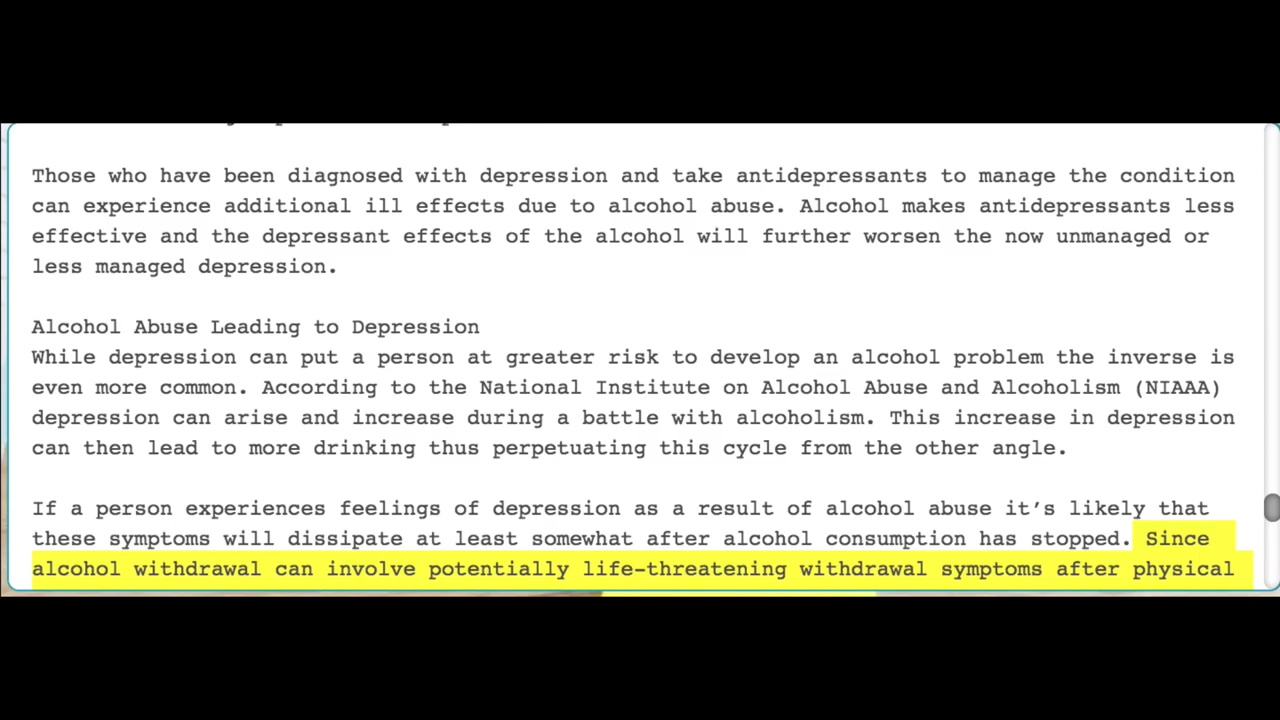 Those who have been diagnosed with depression and take antidepressants to manage the condition
can experience additional ill effects due to alcohol abuse. Alcohol makes antidepressants less
effective and the depressant effects of the alcohol will further worsen the now unmanaged or
less managed depression.
Alcohol Abuse Leading to Depression
While depression can put a person at greater risk to develop an alcohol problem the inverse is
even more common. According to the National Institute on Alcohol Abuse and Alcoholism (NIAAA)
depression can arise and increase during a battle with alcoholism. This increase in depression
can then lead to more drinking thus perpetuating this cycle from the other angle.
If a person experiences feelings of depression as a result of alcohol abuse it’s likely that
these symptoms will dissipate at least somewhat after alcohol consumption has stopped. Since
alcohol withdrawal can involve potentially life-threatening withdrawal symptoms after physical